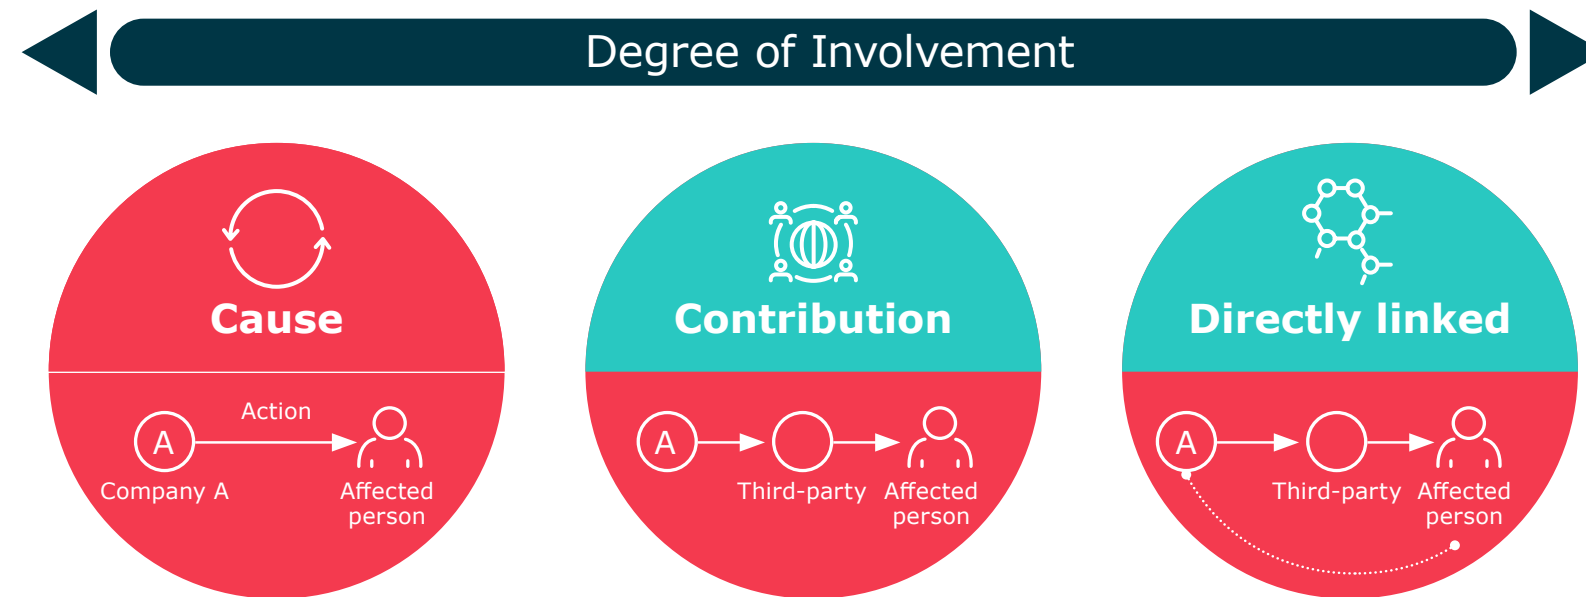 Degree of Involvement
Cause
Action
A
Company A
Affected
person
Contribution
A
Third-party
Affected
person
Directly linked
A
Third-party
Affected
person